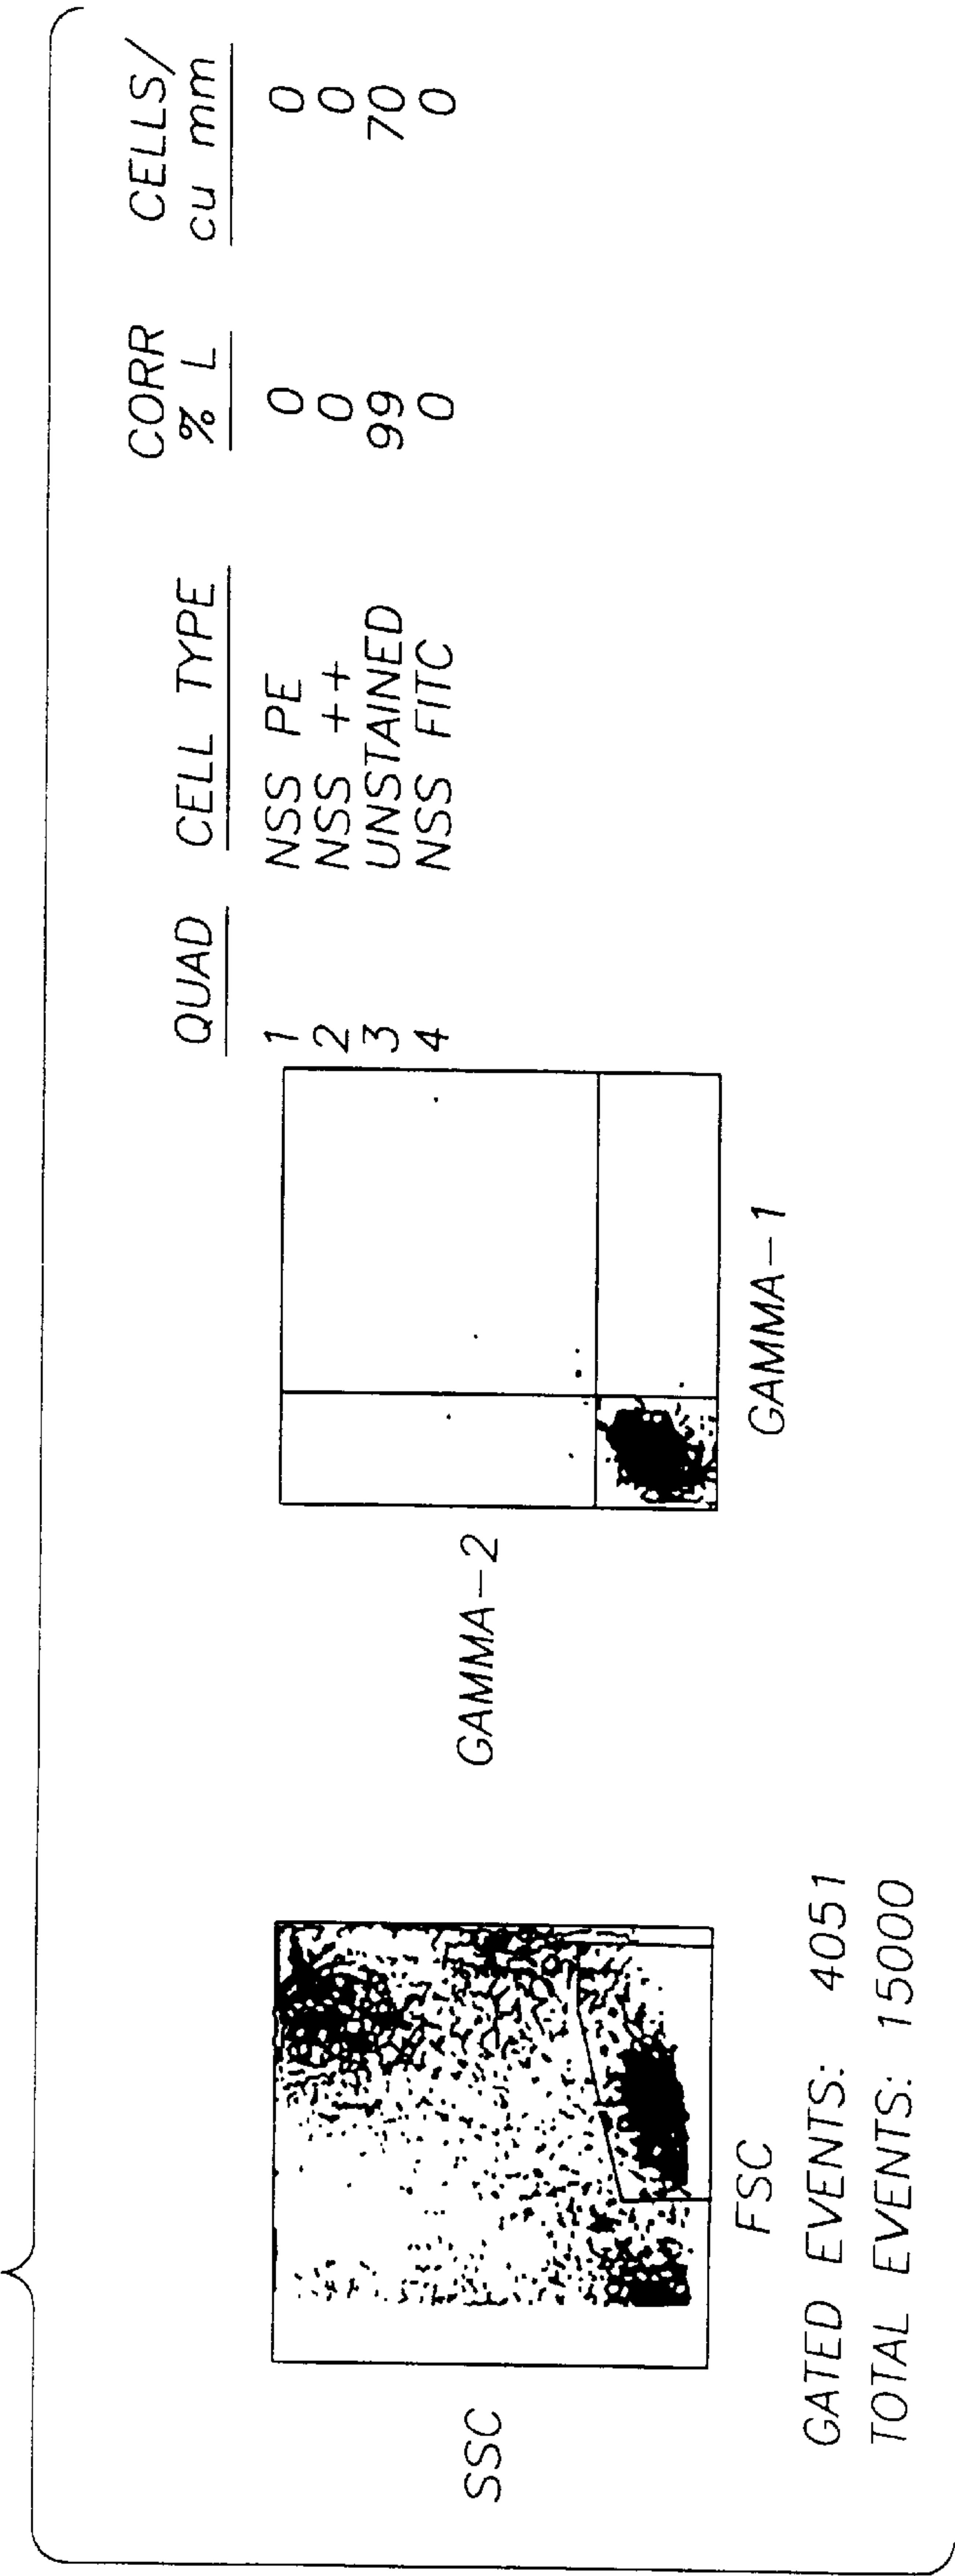 SSC
FSC
GATED EVENTS: 4051
TOTAL EVENTS: 15000
GAMMA-2
GAMMA-1
QUAD CELL TYPE CORR % L CELLS/ cu mm
1 NSS PE 0 0
2 NSS ++ 0 0
3 UNSTAINED 99 70
4 NSS FITC 0 0